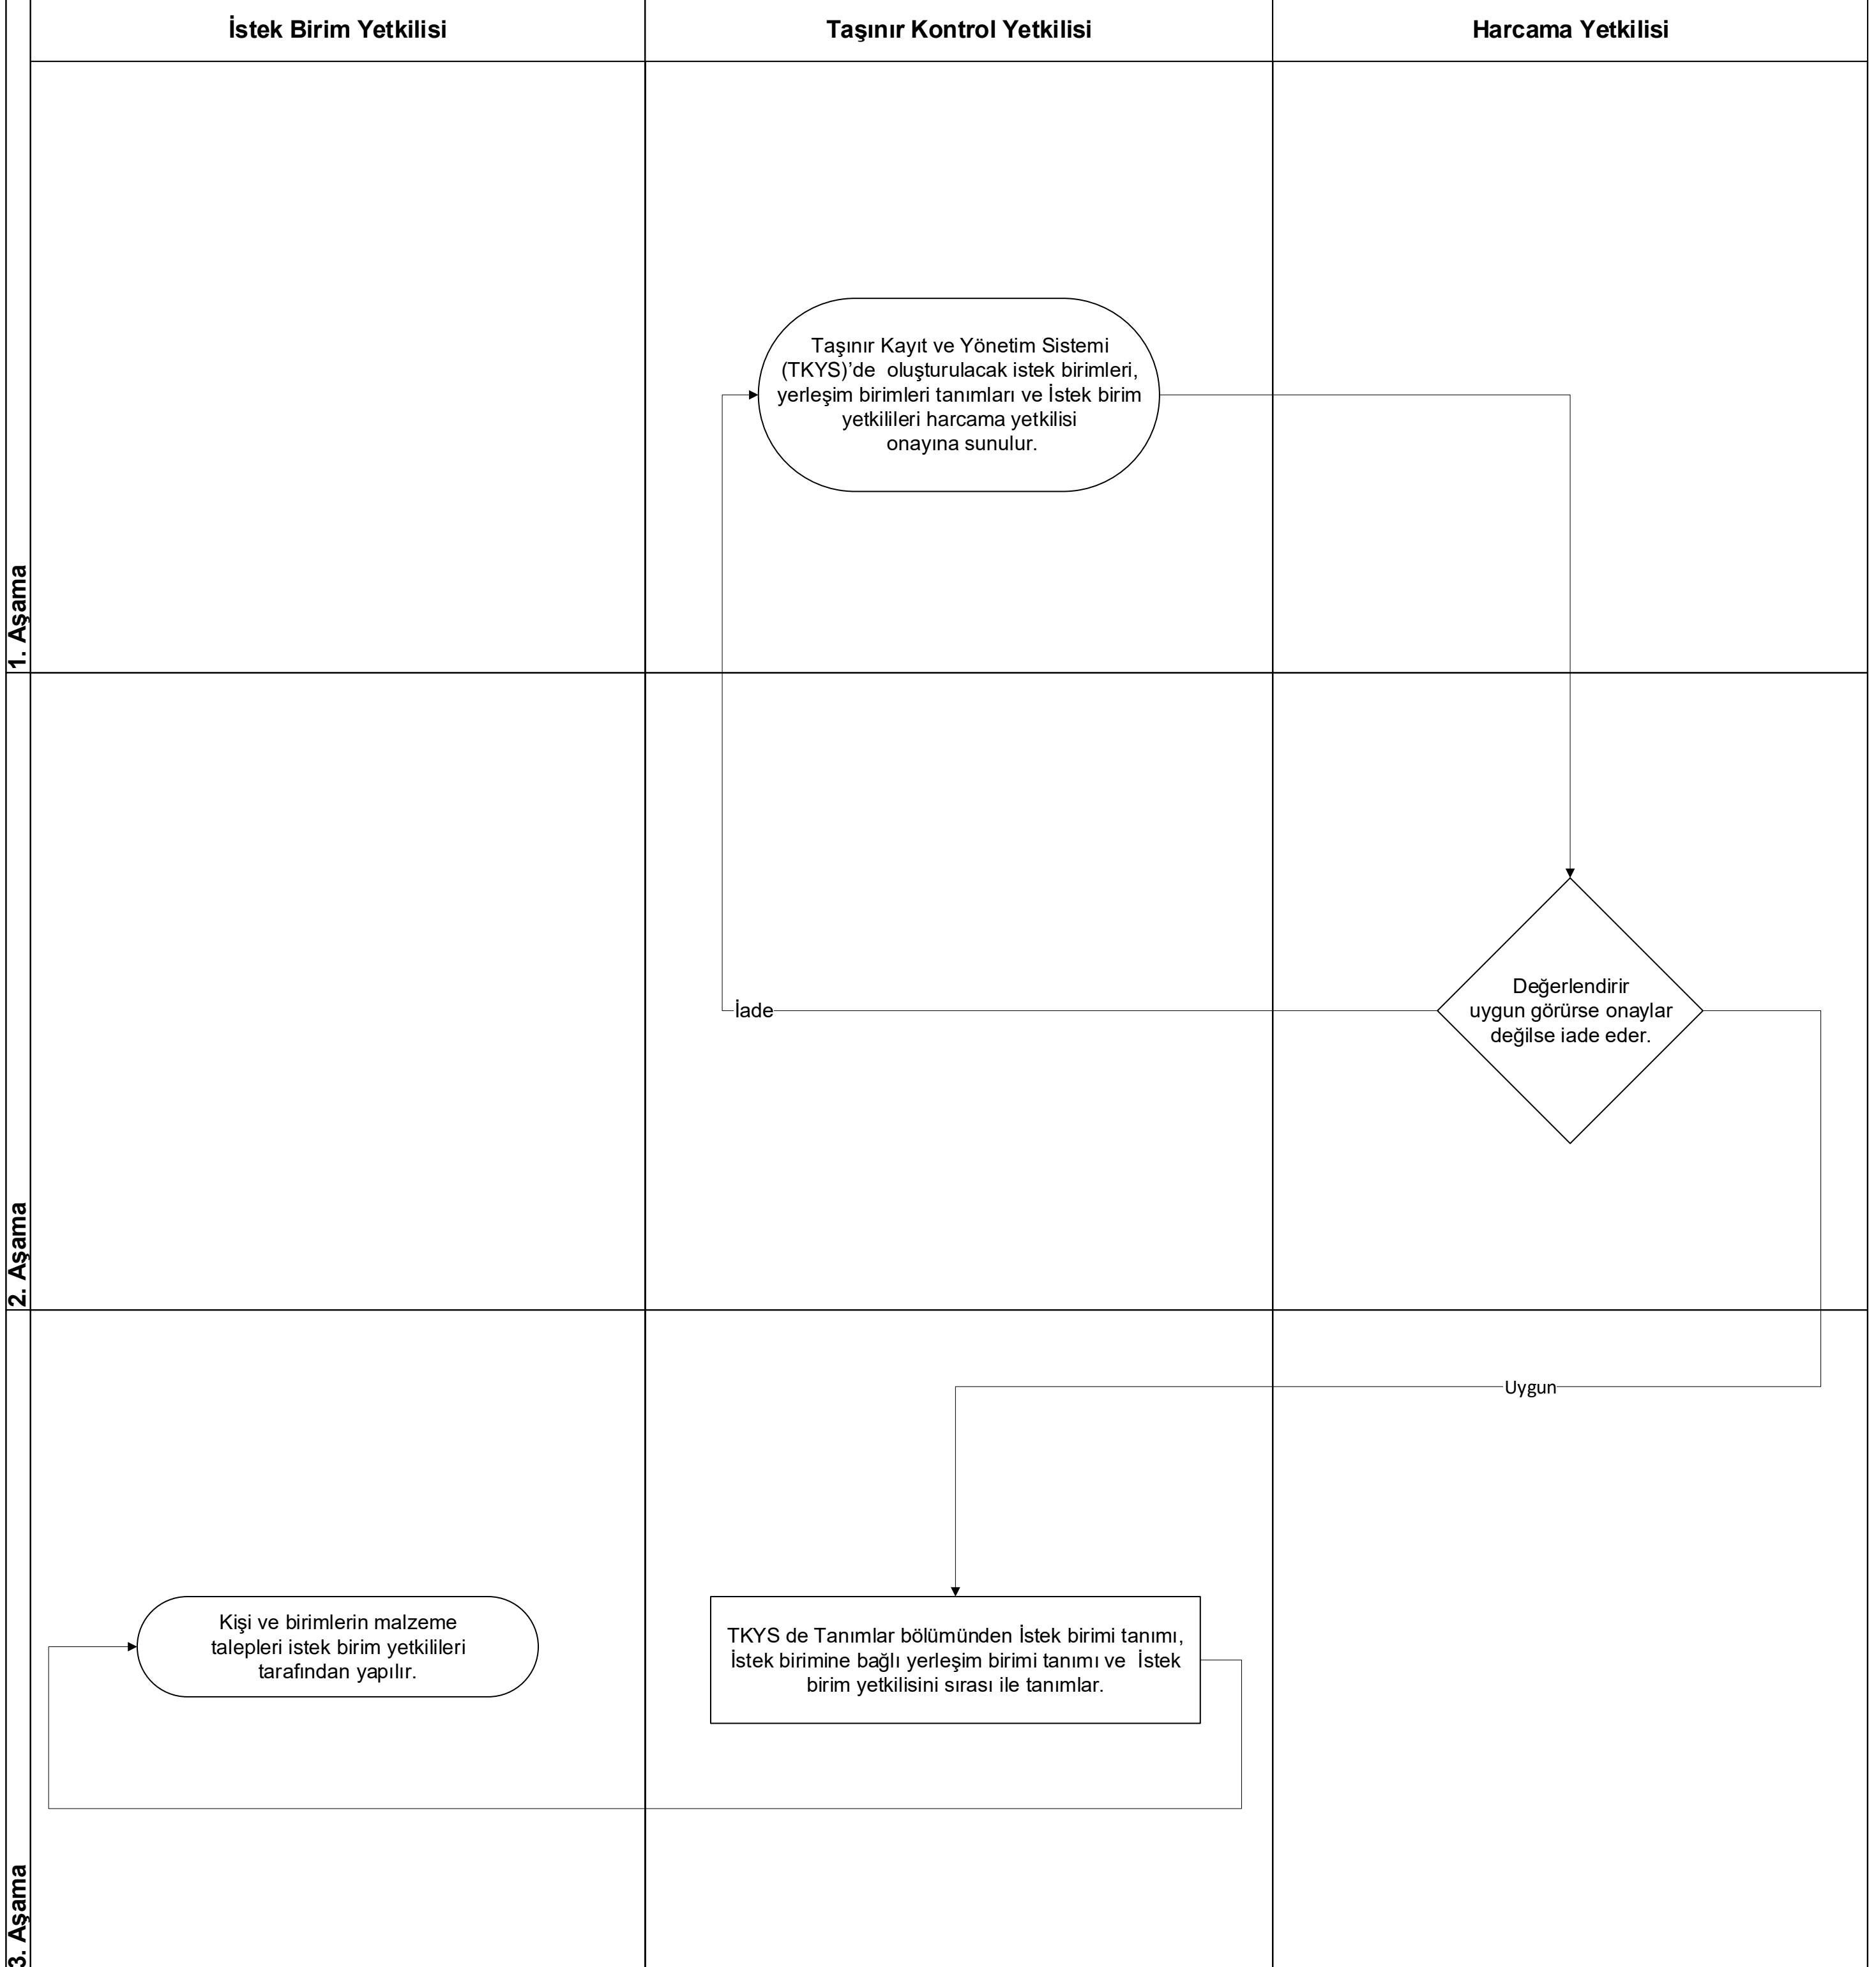 İstek Birim Yetkilisi
Taşınır Kontrol Yetkilisi
Harcama Yetkilisi
1. Aşama
Taşınır Kayıt ve Yönetim Sistemi
(TKYS)’de  oluşturulacak istek birimleri,
yerleşim birimleri tanımları ve İstek birim
yetkilileri harcama yetkilisi
onayına sunulur.
2. Aşama
İade
Değerlendirir
uygun görürse onaylar
değilse iade eder.
3. Aşama
Uygun
Kişi ve birimlerin malzeme
talepleri istek birim yetkilileri
tarafından yapılır.
TKYS de Tanımlar bölümünden İstek birimi tanımı,
İstek birimine bağlı yerleşim birimi tanımı ve  İstek
birim yetkilisini sırası ile tanımlar.